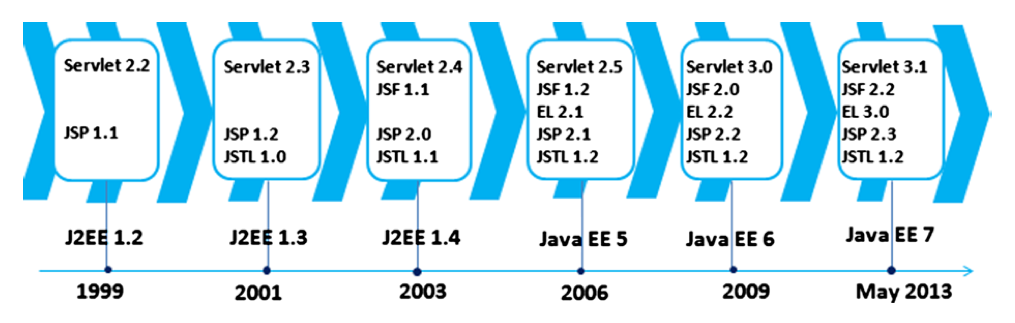 Servlet 2.2
JSP 1.1
Servlet 2.3
JSP 1.2
JSTL 1.0
Servlet 2.4
JSF 1.1
JSP 2.0
JSTL 1.1
Servlet 2.5
JSF 1.2
EL 2.1
JSP 2.1
JSTL 1.2
Servlet 3.0
JSF 2.0
EL 2.2
JSP 2.2
JSTL 1.2
Servlet 3.1
JSF 2.2
EL 3.0
JSP 2.3
JSTL 1.2
J2EE 1.2
J2EE 1.3
J2EE 1.4
Java EE 5
Java EE 6
Java EE 7
1999
2001
2003
2006
2009
May 2013